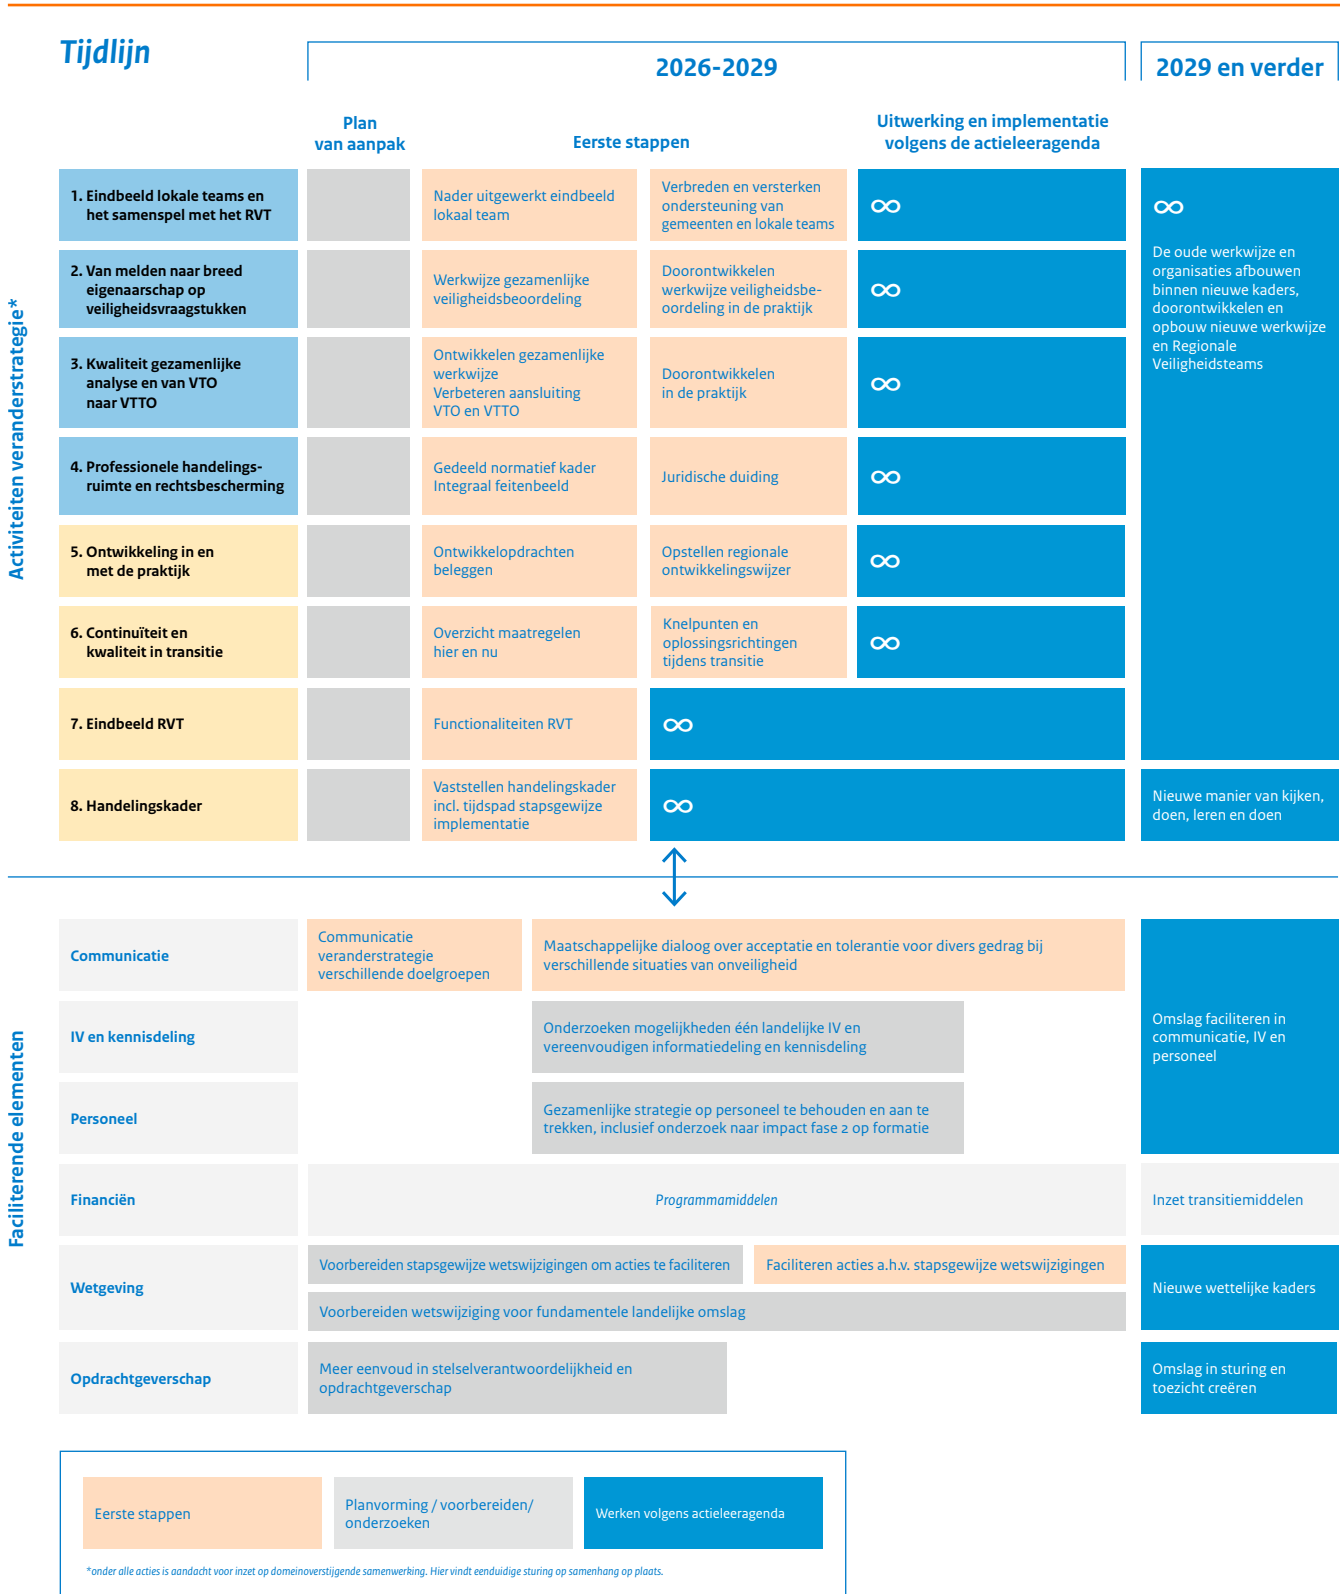 Tijdlijn
2026-2029
2029 en verder
Plan
van aanpak
Eerste stappen
Uitwerking en implementatie
volgens de actieleeragenda
Activiteiten veranderstrategie*
1. Eindbeeld lokale teams en
het samenspel met het RVT
Nader uitgewerkt eindbeeld
lokaal team
Verbreden en versterken
ondersteuning van
gemeenten en lokale teams
∞
∞
De oude werkwijze en
organisaties afbouwen
binnen nieuwe kaders,
doorontwikkelen en
opbouw nieuwe werkwijze
en Regionale
Veiligheidsteams
2. Van melden naar breed
eigenaarschap op
veiligheidsvraagstukken
Werkwijze gezamenlijke
veiligheidsbeoordeling
Doorontwikkelen
werkwijze veiligheidsbe-
oordeling in de praktijk
∞
3. Kwaliteit gezamenlijke
analyse en van VTO
naar VTTO
Ontwikkelen gezamenlijke
werkwijze
Verbeteren aansluiting
VTO en VTTO
Doorontwikkelen
in de praktijk
∞
4. Professionele handelings-
ruimte en rechtsbescherming
Gedeeld normatief kader
Integraal feitenbeeld
Juridische duiding
∞
5. Ontwikkeling in en
met de praktijk
Ontwikkelopdrachten
beleggen
Opstellen regionale
ontwikkelingswijzer
∞
6. Continuïteit en
kwaliteit in transitie
Overzicht maatregelen
hier en nu
Knelpunten en
oplossingsrichtingen
tijdens transitie
∞
7. Eindbeeld RVT
Functionaliteiten RVT
∞
8. Handelingskader
Vaststellen handelingskader
incl. tijdspad stapsgewijze
implementatie
∞
Nieuwe manier van kijken,
doen, leren en doen
Faciliterende elementen
Communicatie
Communicatie
veranderstrategie
verschillende doelgroepen
Maatschappelijke dialoog over acceptatie en tolerantie voor divers gedrag bij
verschillende situaties van onveiligheid
Omslag faciliteren in
communicatie, IV en
personeel
IV en kennisdeling
Onderzoeken mogelijkheden één landelijke IV en
vereenvoudigen informatiedeling en kennisdeling
Personeel
Gezamenlijke strategie op personeel te behouden en aan te
trekken, inclusief onderzoek naar impact fase 2 op formatie
Financiën
Programmamiddelen
Inzet transitiemiddelen
Wetgeving
Voorbereiden stapsgewijze wetswijzigingen om acties te faciliteren
Faciliteren acties a.h.v. stapsgewijze wetswijzigingen
Voorbereiden wetswijziging voor fundamentele landelijke omslag
Nieuwe wettelijke kaders
Opdrachtgeverschap
Meer eenvoud in stelselverantwoordelijkheid en
opdrachtgeverschap
Omslag in sturing en
toezicht creëren
Eerste stappen
Planvorming / voorbereiden/
onderzoeken
Werken volgens actieleeragenda
*onder alle acties is aandacht voor inzet op domeinoverstijgende samenwerking. Hier vindt eenduidige sturing op samenhang op plaats.